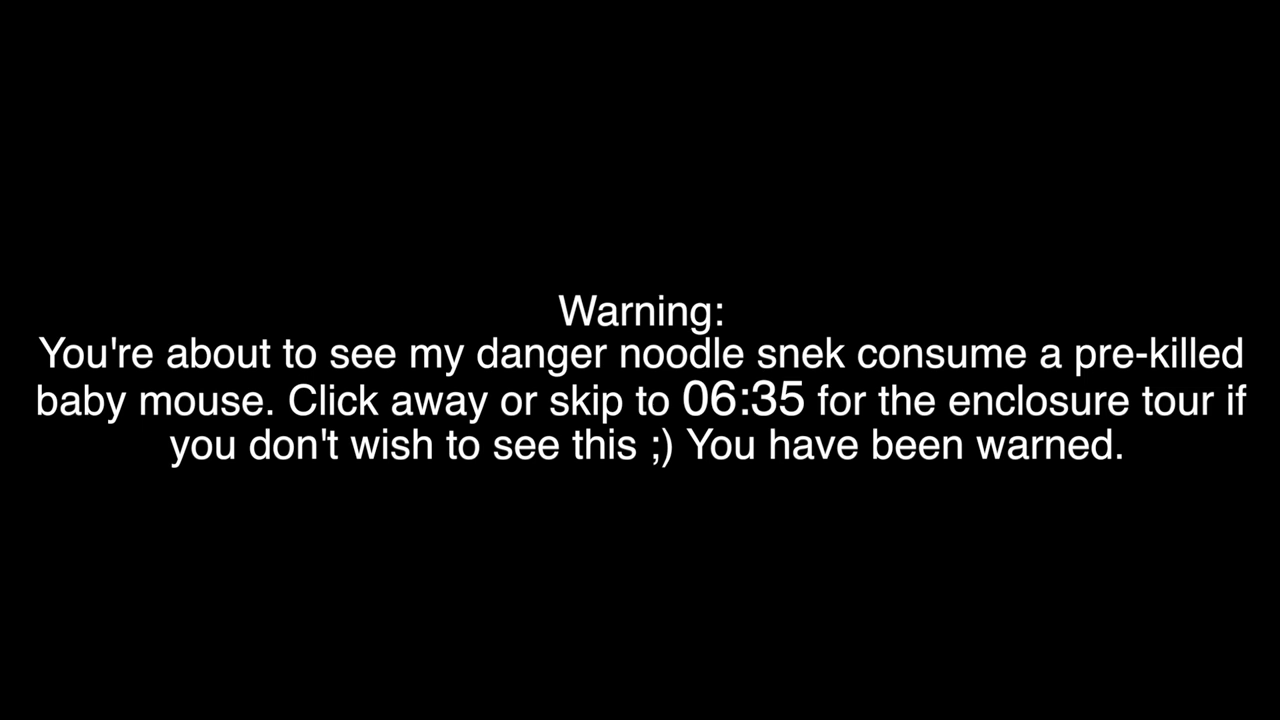 Warning:
You're about to see my danger noodle snek consume a pre-killed
baby mouse. Click away or skip to 06:35 for the enclosure tour if
you don't wish to see this ;) You have been warned.